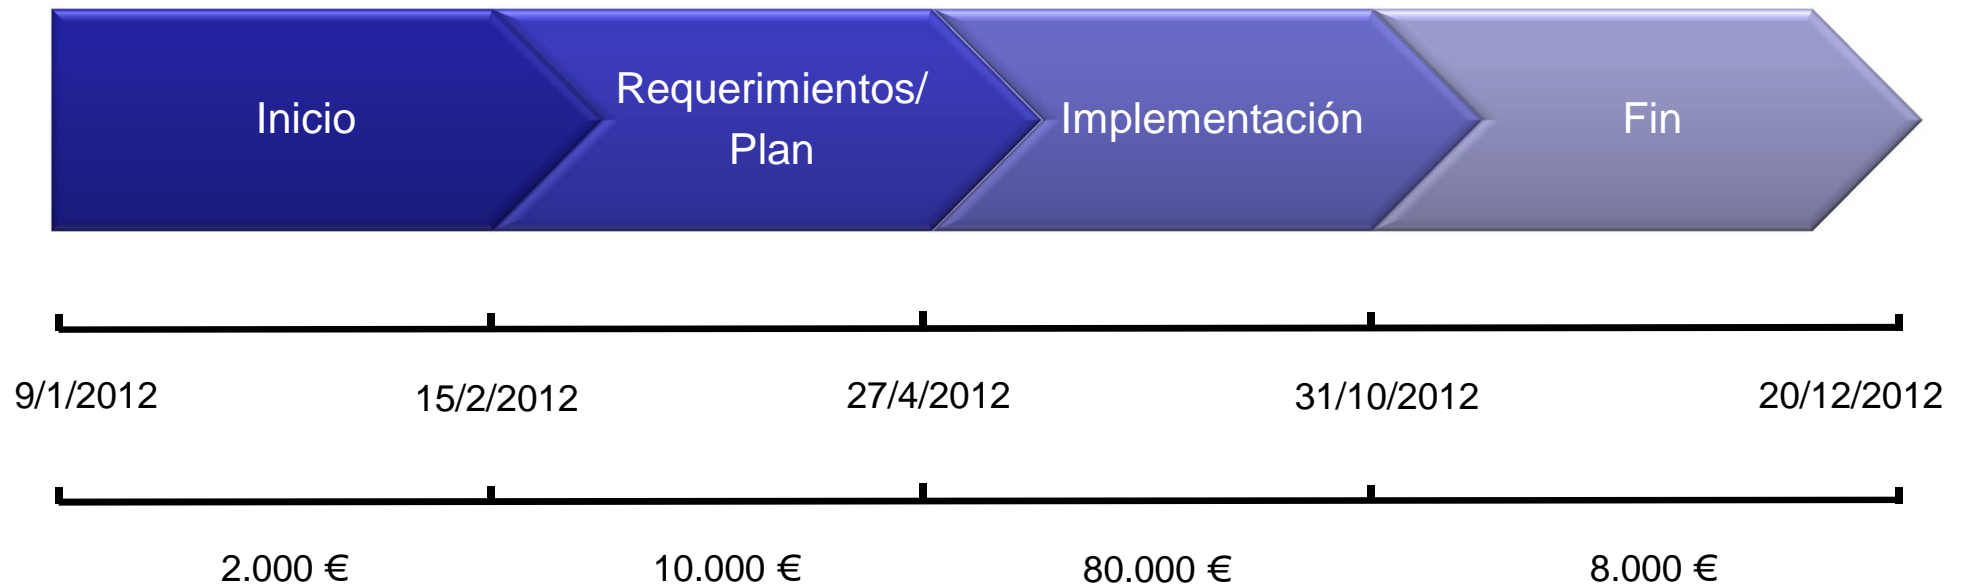 Inicio
Requerimientos/
Plan
Implementación
Fin
9/1/2012
15/2/2012
27/4/2012
31/10/2012
20/12/2012
2.000 €
10.000 €
80.000 €
8.000 €